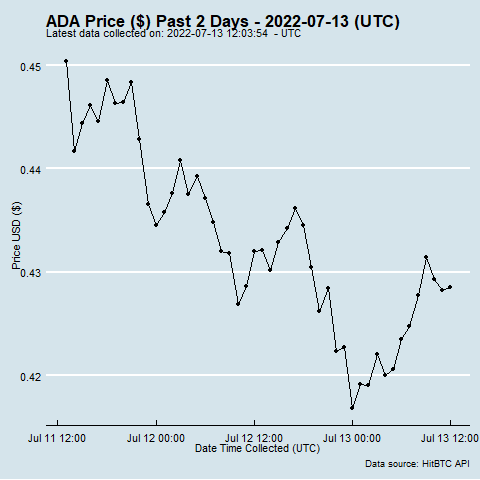 ADA Price ($) Past 2 Days - 2022-07-13 (UTC)
Latest data collected on: 2022-07-13 12:03:54 - UTC
0.45
0.44
0.43
0.42
Price USD ($)
Jul 11 12:00
Jul 12 00:00
Jul 12 12:00
Jul 13 00:00
Jul 13 12:00
Date Time Collected (UTC)
Data source: HitBTC API